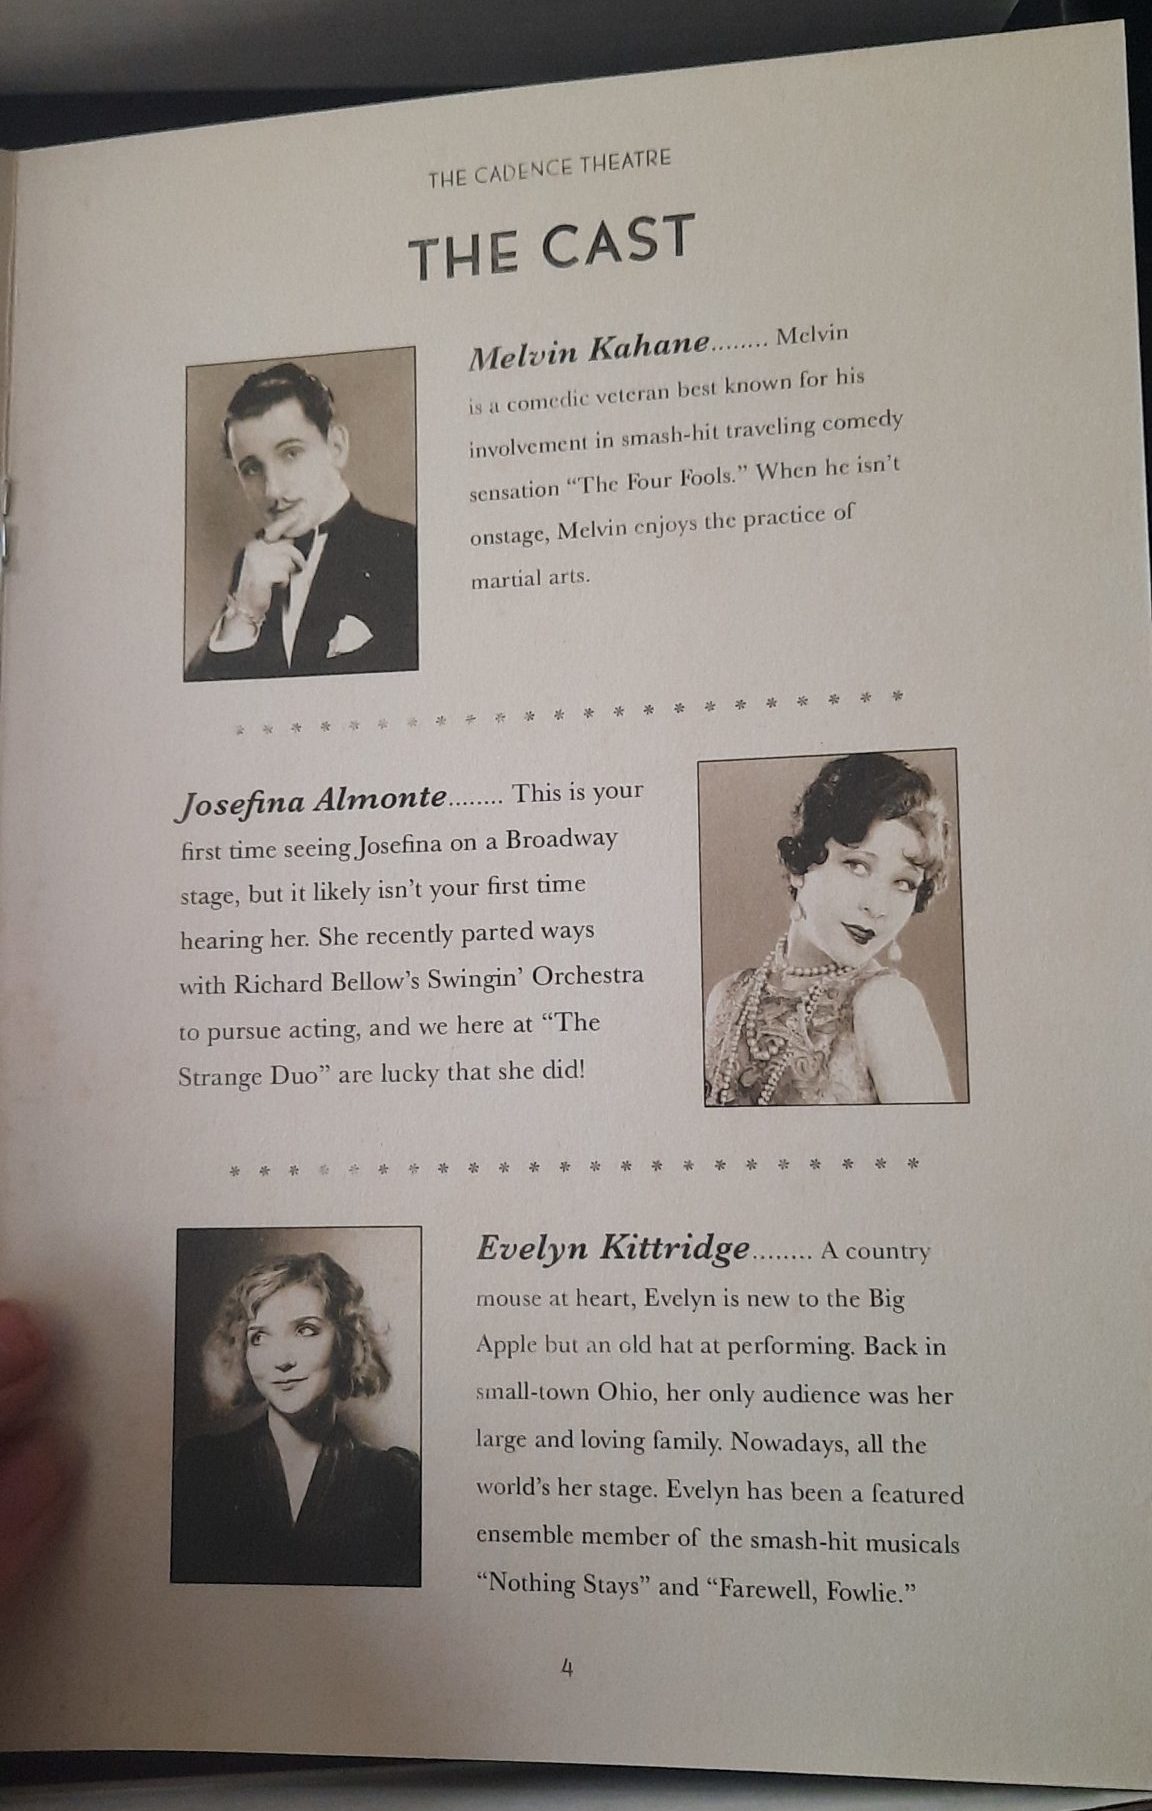 THE CADENCE THEATRE
THE CAST
Melvin Kahane........ Melvin
is a comedic veteran best known for his
involvement in smash-hit traveling comedy
sensation “The Four Fools.” When he isn’t
onstage, Melvin enjoys the practice of
martial arts.
* * * * * * * * * * * * * * * * * * * * * * *
Josefina Almonte........ This is your
first time seeing Josefina on a Broadway
stage, but it likely isn’t your first time
hearing her. She recently parted ways
with Richard Bellow’s Swingin’ Orchestra
to pursue acting, and we here at “The
Strange Duo” are lucky that she did!
* * * * * * * * * * * * * * * * * * * * * * *
Evelyn Kittridge........ A country
mouse at heart, Evelyn is new to the Big
Apple but an old hat at performing. Back in
small-town Ohio, her only audience was her
large and loving family. Nowadays, all the
world’s her stage. Evelyn has been a featured
ensemble member of the smash-hit musicals
“Nothing Stays” and “Farewell, Fowlie.”
4